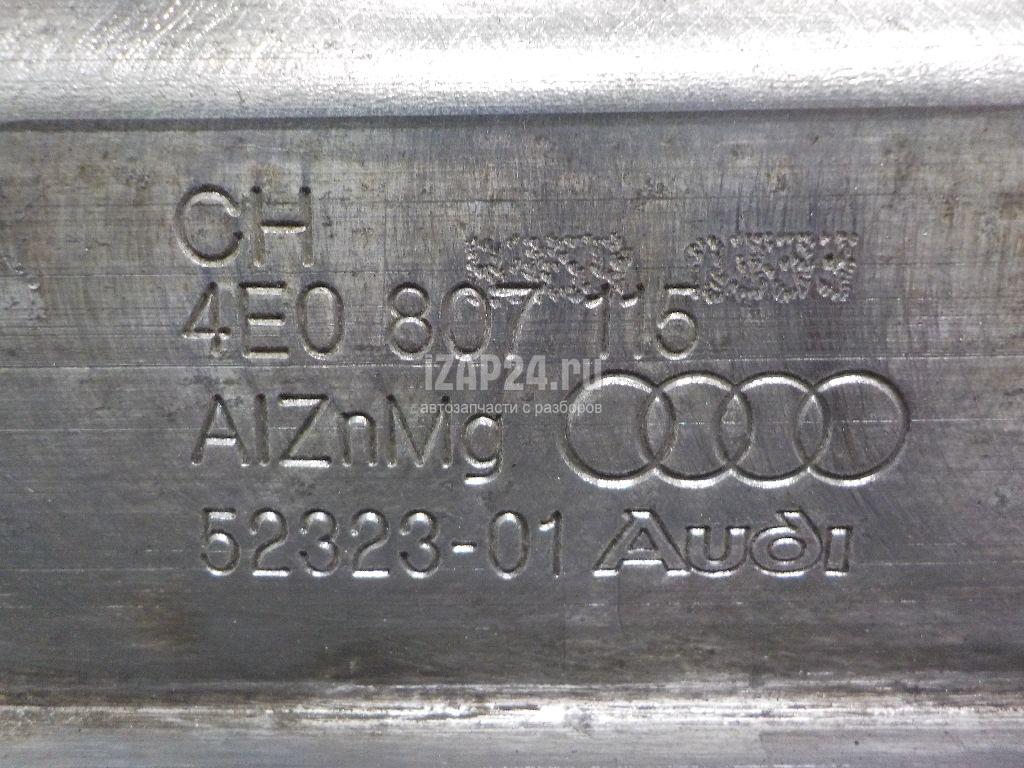 CH
4E0 807 115
iZAP24.ru
автозапчасти с разборов
AlZnMg
52323-01 Audi